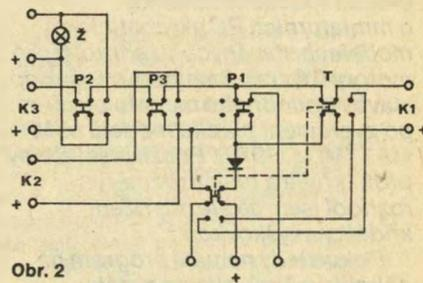 Ž
+
P2 P3 P1 T
K3 K1
+ +
K2
+
+
Obr. 2